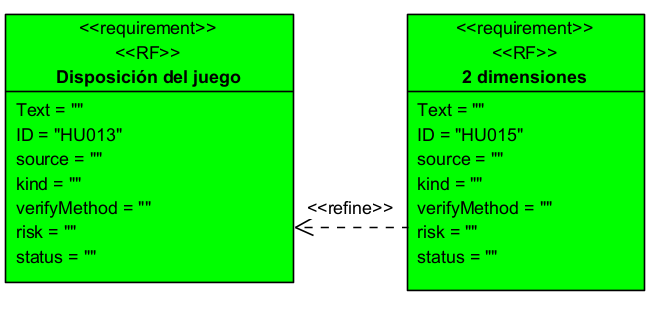 <<requirement>>
<<RF>>
Disposición del juego
Text = ""
ID = "HU013"
source = ""
kind = ""
verifyMethod = ""
risk = ""
status = ""
<<refine>>
<<requirement>>
<<RF>>
2 dimensiones
Text = ""
ID = "HU015"
source = ""
kind = ""
verifyMethod = ""
risk = ""
status = ""